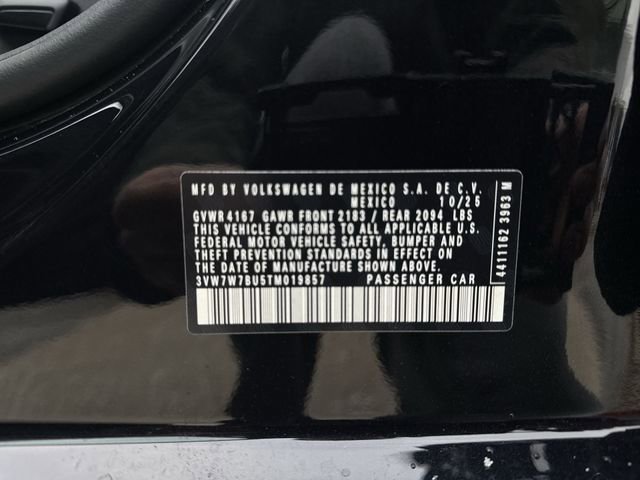 MFD BY VOLKSWAGEN DE MEXICO S.A. DE C.V.
MEXICO 10/25
GVWR 4167 GAWR FRONT 2183 / REAR 2094 LBS
THIS VEHICLE CONFORMS TO ALL APPLICABLE U.S.
FEDERAL MOTOR VEHICLE SAFETY, BUMPER AND
THEFT PREVENTION STANDARDS IN EFFECT ON
THE DATE OF MANUFACTURE SHOWN ABOVE.
3VW7W7BU5TM019857 PASSENGER CAR
4411162 3963 M